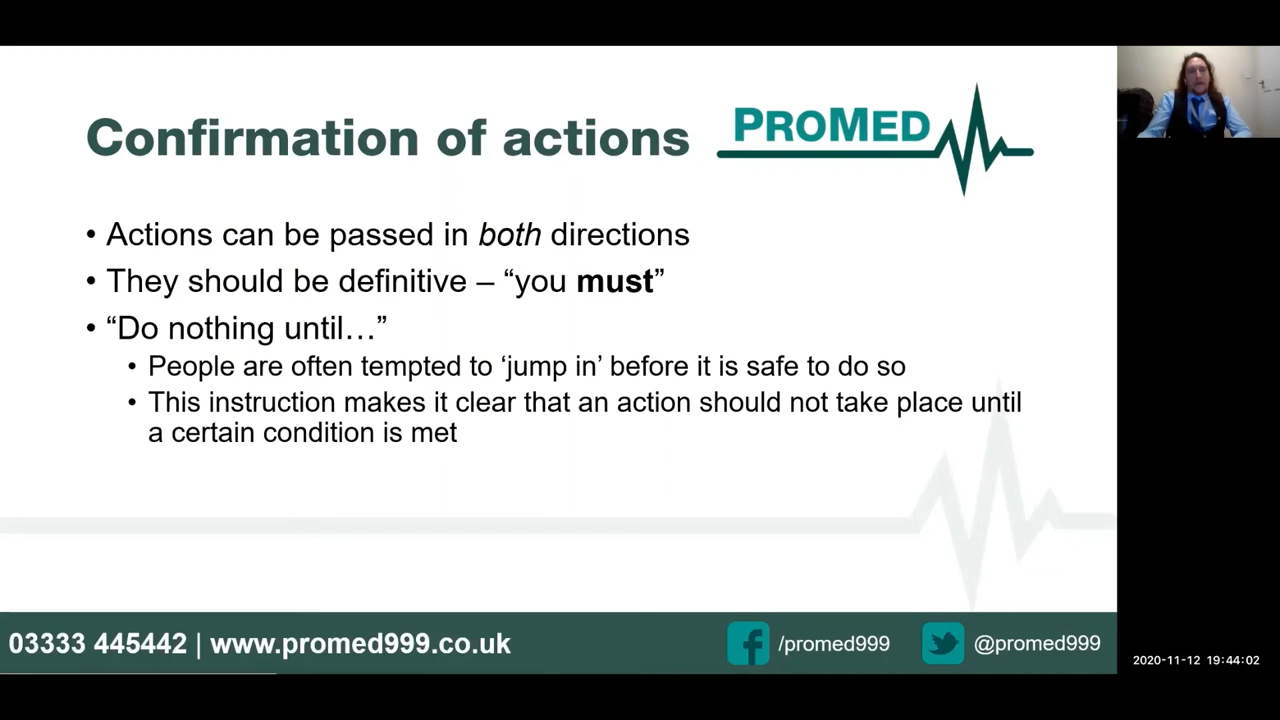 Confirmation of actions
PROMED
• Actions can be passed in both directions
• They should be definitive – “you must”
• “Do nothing until…”
• People are often tempted to ‘jump in’ before it is safe to do so
• This instruction makes it clear that an action should not take place until
a certain condition is met
03333 445442 | www.promed999.co.uk
/promed999
@promed999
2020-11-12 19:44:02